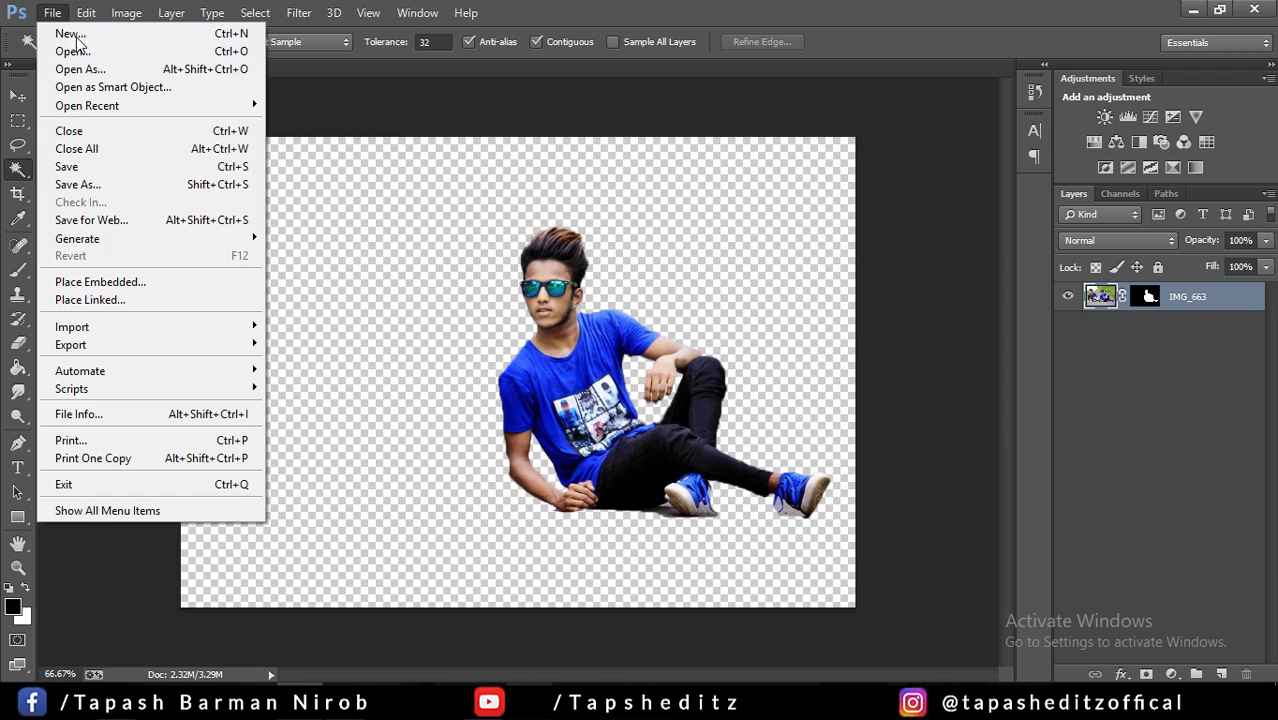 Ps File Edit Image Layer Type Select Filter 3D View Window Help
Sample Tolerance: 32 Anti-alias Contiguous Sample All Layers Refine Edge... Essentials
New... Ctrl+N
Open... Ctrl+O
Open As... Alt+Shift+Ctrl+O
Open as Smart Object...
Open Recent
Close Ctrl+W
Close All Alt+Ctrl+W
Save Ctrl+S
Save As... Shift+Ctrl+S
Check In...
Save for Web... Alt+Shift+Ctrl+S
Generate
Revert F12
Place Embedded...
Place Linked...
Import
Export
Automate
Scripts
File Info... Alt+Shift+Ctrl+I
Print... Ctrl+P
Print One Copy Alt+Shift+Ctrl+P
Exit Ctrl+Q
Show All Menu Items
Adjustments Styles
Add an adjustment
Layers Channels Paths
Kind
Normal Opacity: 100%
Lock: Fill: 100%
IMG_663
Activate Windows
Go to Settings to activate Windows.
66.67% Doc: 2.32M/3.29M
/Tapash Barman Nirob /Tapsheditz @tapasheditzoffical